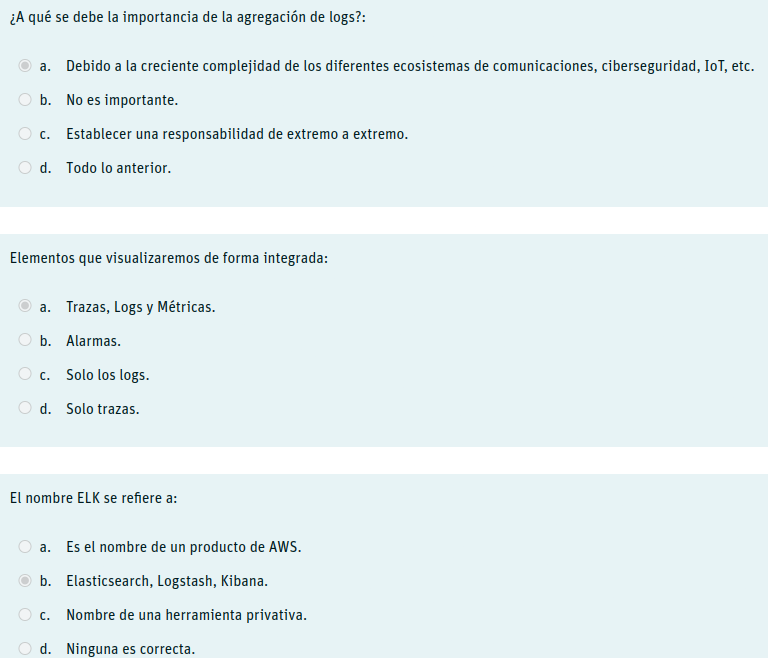 ¿A qué se debe la importancia de la agregación de logs?:
a. Debido a la creciente complejidad de los diferentes ecosistemas de comunicaciones, ciberseguridad, IoT, etc.
b. No es importante.
c. Establecer una responsabilidad de extremo a extremo.
d. Todo lo anterior.
Elementos que visualizaremos de forma integrada:
a. Trazas, Logs y Métricas.
b. Alarmas.
c. Solo los logs.
d. Solo trazas.
El nombre ELK se refiere a:
a. Es el nombre de un producto de AWS.
b. Elasticsearch, Logstash, Kibana.
c. Nombre de una herramienta privativa.
d. Ninguna es correcta.